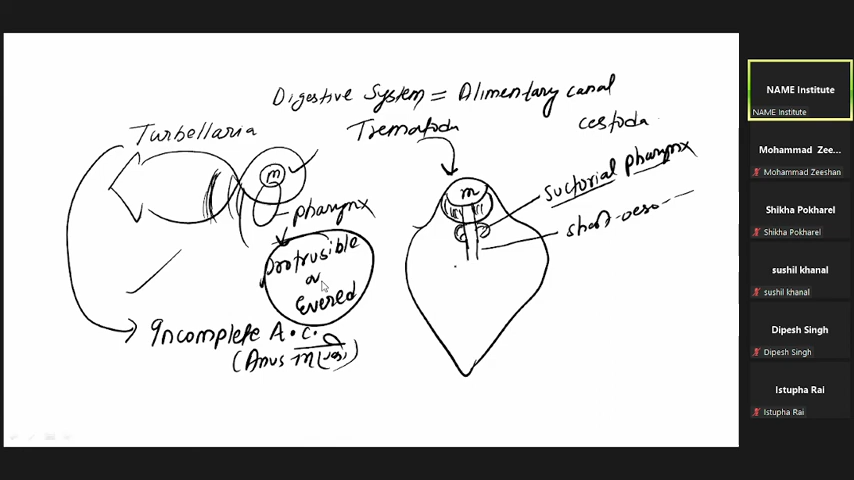 Digestive System = Alimentary canal
Turbellaria
Trematoda
cestoda
m
pharynx
Protrusible
or
Evered
Incomplete A.C.
(Anus
m
suctorial pharynx
short-oeso---
NAME Institute
NAME Institute
Mohammad Zee...
Mohammad Zeeshan
Shikha Pokharel
Shikha Pokharel
sushil khanal
sushil khanal
Dipesh Singh
Dipesh Singh
Istupha Rai
Istupha Rai